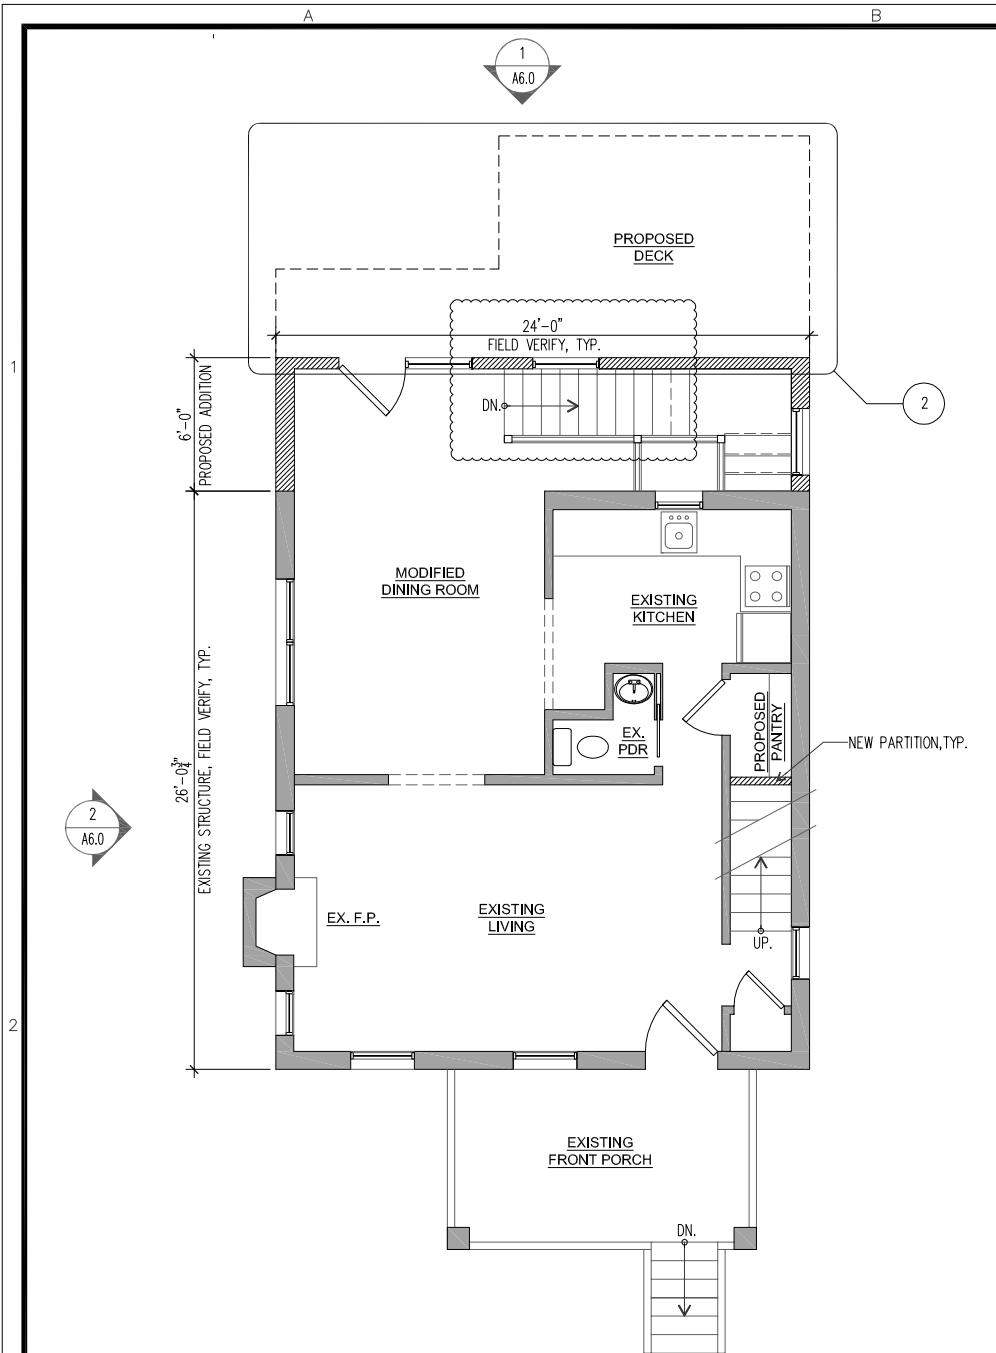 A
B
1
A6.0
PROPOSED
DECK
24'-0"
FIELD VERIFY, TYP.
1
6'-0"
PROPOSED ADDITION
DN.
2
MODIFIED
DINING ROOM
EXISTING
KITCHEN
EX.
PDR
PROPOSED
PANTRY
NEW PARTITION,TYP.
26'-0¾"
EXISTING STRUCTURE, FIELD VERIFY, TYP.
2
A6.0
EX. F.P.
EXISTING
LIVING
UP.
2
EXISTING
FRONT PORCH
DN.